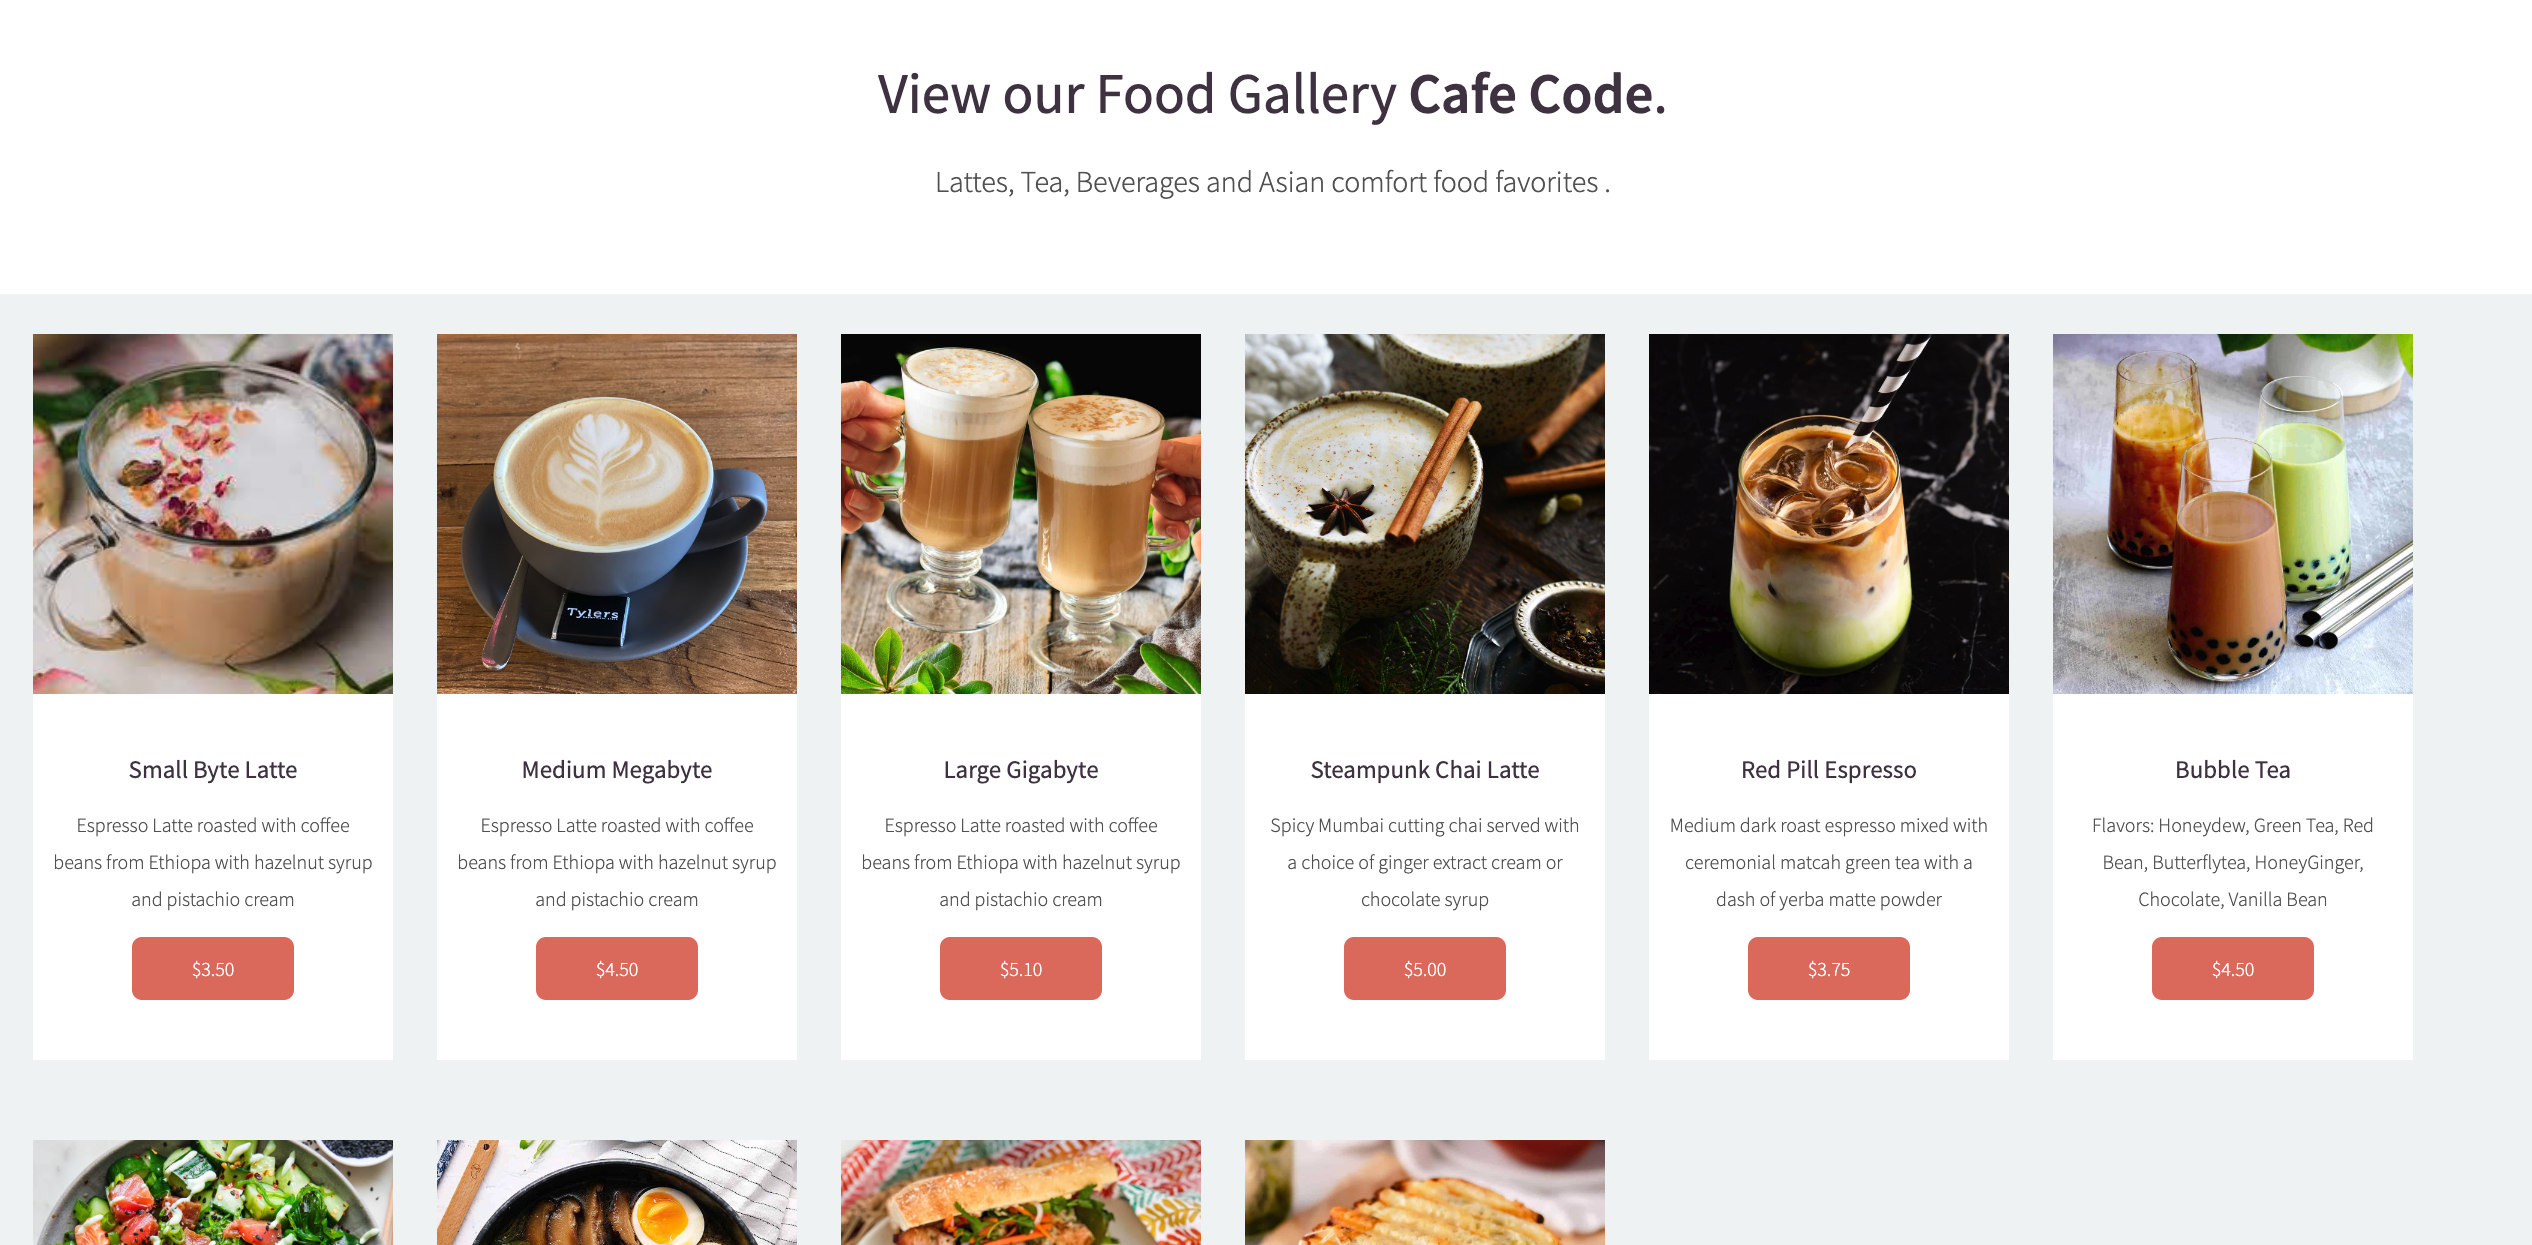 View our Food Gallery Cafe Code.
Lattes, Tea, Beverages and Asian comfort food favorites .
Tylers
Small Byte Latte
Espresso Latte roasted with coffee
beans from Ethiopa with hazelnut syrup
and pistachio cream
$3.50
Medium Megabyte
Espresso Latte roasted with coffee
beans from Ethiopa with hazelnut syrup
and pistachio cream
$4.50
Large Gigabyte
Espresso Latte roasted with coffee
beans from Ethiopa with hazelnut syrup
and pistachio cream
$5.10
Steampunk Chai Latte
Spicy Mumbai cutting chai served with
a choice of ginger extract cream or
chocolate syrup
$5.00
Red Pill Espresso
Medium dark roast espresso mixed with
ceremonial matcah green tea with a
dash of yerba matte powder
$3.75
Bubble Tea
Flavors: Honeydew, Green Tea, Red
Bean, Butterflytea, HoneyGinger,
Chocolate, Vanilla Bean
$4.50